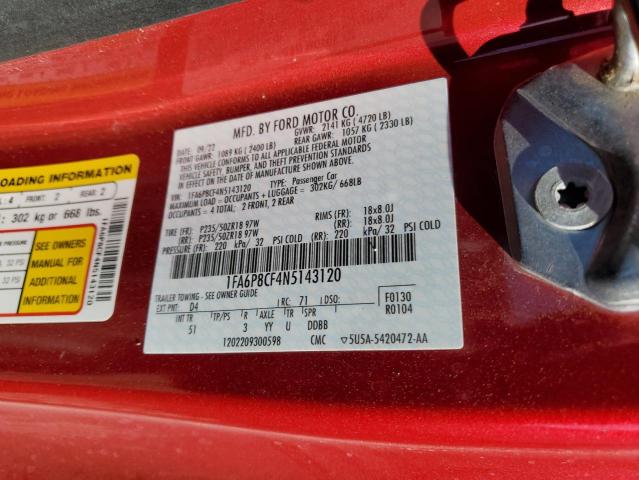 MFD. BY FORD MOTOR CO.
09/22
GVWR: 2141 KG ( 4720 LB)
FRONT GAWR: 1089 KG ( 2400 LB)
REAR GAWR: 1057 KG ( 2330 LB)
THIS VEHICLE CONFORMS TO ALL APPLICABLE FEDERAL MOTOR
VEHICLE SAFETY, BUMPER, AND THEFT PREVENTION STANDARDS
IN EFFECT ON THE DATE OF MANUFACTURE SHOWN ABOVE.
VIN: 1FA6P8CF4N5143120 TYPE: Passenger Car
MAXIMUM LOAD = OCCUPANTS + LUGGAGE = 302KG/ 668LB
OCCUPANTS = 4 TOTAL: 2 FRONT, 2 REAR
TIRE (FR): P235/50ZR18 97W RIMS (FR): 18x8.0J
(RR): P235/50ZR18 97W (RR): 18x8.0J
PRESSURE (FR): 220 kPa/ 32 PSI COLD (RR): 220 kPa/ 32 PSI COLD
1FA6P8CF4N5143120
TRAILER TOWING - SEE OWNER GUIDE
EXT PNT: D4 RC: 71 DSO: F0130
INT TR TP/PS R AXLE TR SPR R0104
51 3 YY U DDBB
1202209300598 CMC ▽5U5A-5420472-AA
LOADING INFORMATION
: 4 FRONT : 2 REAR : 2
: 302 kg or 668 lbs.
SEE OWNERS
MANUAL FOR
ADDITIONAL
INFORMATION
1FA6P8CF4N5143120